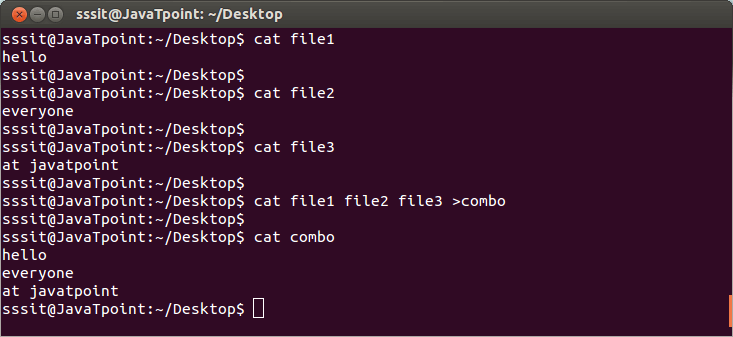 sssit@JavaTpoint: ~/Desktop
sssit@JavaTpoint:~/Desktop$ cat file1
hello
sssit@JavaTpoint:~/Desktop$
sssit@JavaTpoint:~/Desktop$ cat file2
everyone
sssit@JavaTpoint:~/Desktop$
sssit@JavaTpoint:~/Desktop$ cat file3
at javatpoint
sssit@JavaTpoint:~/Desktop$
sssit@JavaTpoint:~/Desktop$ cat file1 file2 file3 >combo
sssit@JavaTpoint:~/Desktop$
sssit@JavaTpoint:~/Desktop$ cat combo
hello
everyone
at javatpoint
sssit@JavaTpoint:~/Desktop$